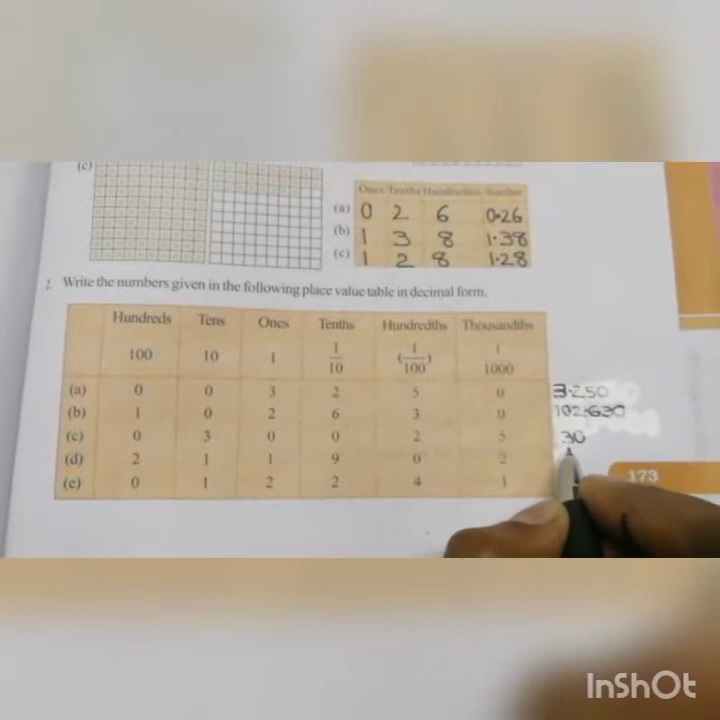 (c)
Ones Tenths Hundredths Number
(a) 0 2 6 0.26
(b) 1 3 8 1.38
(c) 1 2 8 1.28
2. Write the numbers given in the following place value table in decimal form.
Hundreds Tens Ones Tenths Hundredths Thousandths
100 10 1 1/10 (1/100) 1/1000
(a) 0 0 3 2 5 0 3.250
(b) 1 0 2 6 3 0 102.630
(c) 0 3 0 0 2 5 30
(d) 2 1 1 9 0 2
(e) 0 1 2 2 4 1
173
InShOt